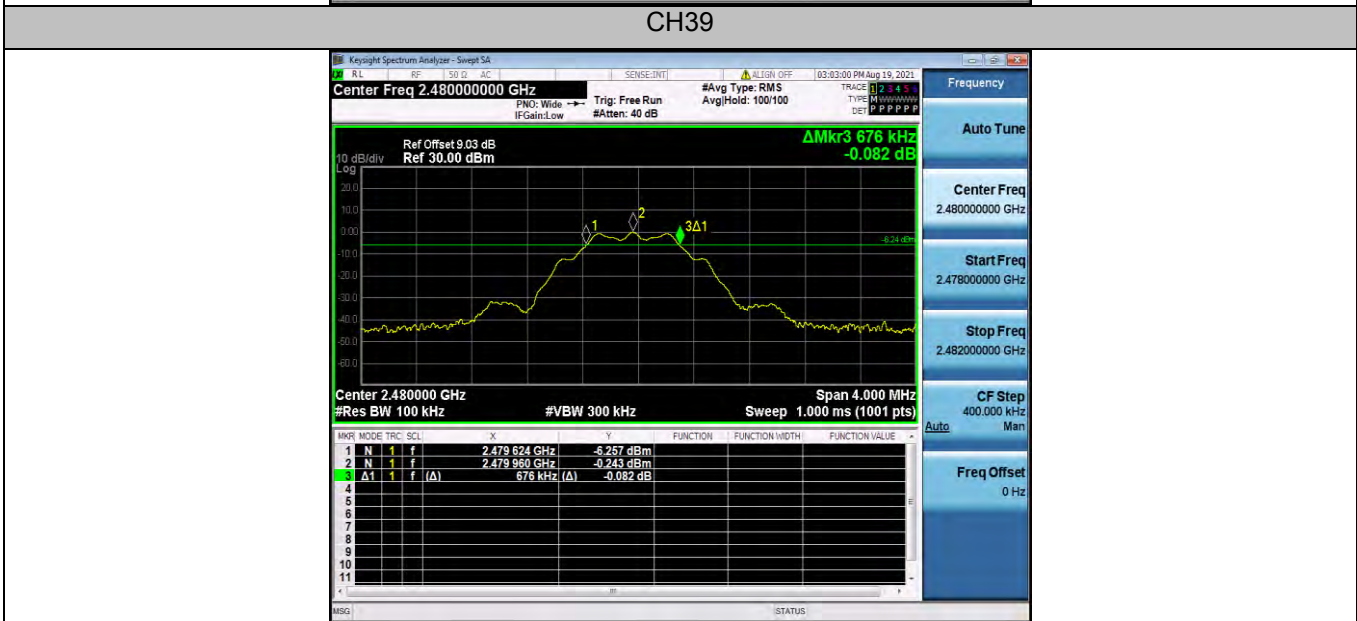 CH39
Keysight Spectrum Analyzer - Swept SA
RL RF 50 Ω AC SENSE:INT ALIGN OFF 03:03:00 PM Aug 19, 2021
Center Freq 2.480000000 GHz
PNO: Wide
IFGain:Low
Trig: Free Run
#Atten: 40 dB
#Avg Type: RMS
Avg|Hold: 100/100
TRACE 1 2 3 4 5 6
TYPE M WWWWW
DET P P P P P P
ΔMkr3 676 kHz
-0.082 dB
Ref Offset 9.03 dB
10 dB/div Ref 30.00 dBm
Log
20.0
10.0
0.00
-10.0
-20.0
-30.0
-40.0
-50.0
-60.0
1
2
3Δ1
-6.24 dBm
Center 2.480000 GHz Span 4.000 MHz
#Res BW 100 kHz #VBW 300 kHz Sweep 1.000 ms (1001 pts)
MKR MODE TRC SCL X Y FUNCTION FUNCTION WIDTH FUNCTION VALUE
1 N 1 f 2.479 624 GHz -6.257 dBm
2 N 1 f 2.479 960 GHz -0.243 dBm
3 Δ1 1 f (Δ) 676 kHz (Δ) -0.082 dB
4
5
6
7
8
9
10
11
MSG STATUS
Frequency
Auto Tune
Center Freq
2.480000000 GHz
Start Freq
2.478000000 GHz
Stop Freq
2.482000000 GHz
CF Step
400.000 kHz
Auto Man
Freq Offset
0 Hz